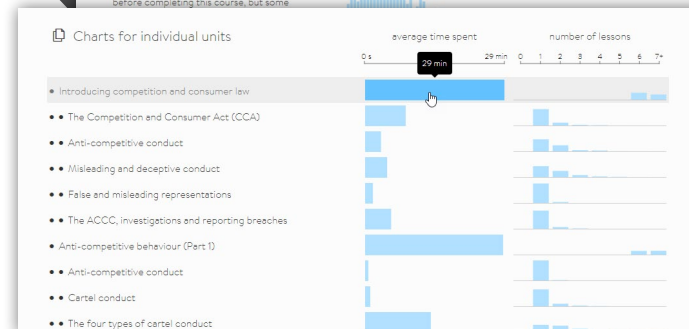 before completing this course, but some
Charts for individual units
average time spent
number of lessons
0 s
29 min
0 1 2 3 4 5 6 7+
29 min
• Introducing competition and consumer law
• • The Competition and Consumer Act (CCA)
• • Anti-competitive conduct
• • Misleading and deceptive conduct
• • False and misleading representations
• • The ACCC, investigations and reporting breaches
• Anti-competitive behaviour (Part 1)
• • Anti-competitive conduct
• • Cartel conduct
• • The four types of cartel conduct